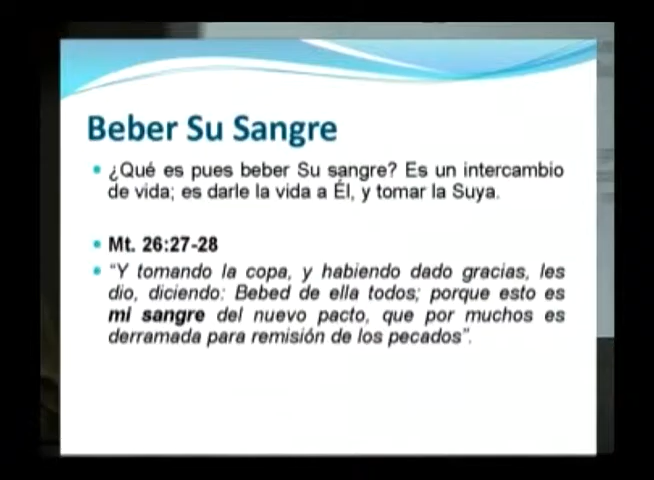 Beber Su Sangre
• ¿Qué es pues beber Su sangre? Es un intercambio
de vida; es darle la vida a Él, y tomar la Suya.
• Mt. 26:27-28
• “Y tomando la copa, y habiendo dado gracias, les
dio, diciendo: Bebed de ella todos; porque esto es
mi sangre del nuevo pacto, que por muchos es
derramada para remisión de los pecados”.